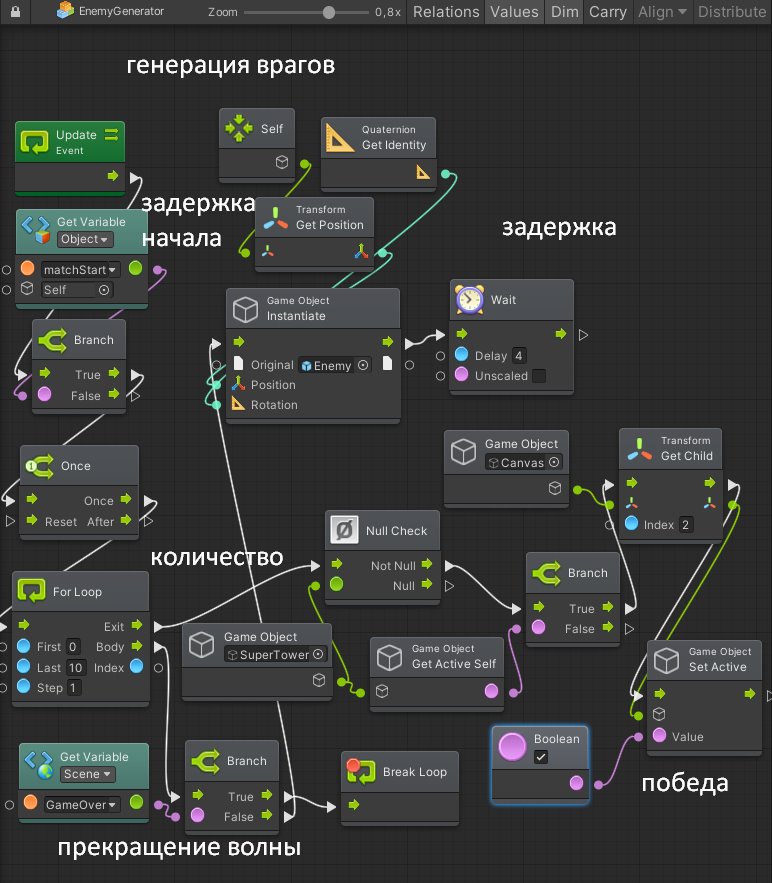 EnemyGenerator Zoom 0,8x Relations Values Dim Carry Align Distribute
генерация врагов
Update
Event
Self
Quaternion
Get Identity
Get Variable
Object
matchStart
Self
задержка
начала
Transform
Get Position
задержка
Game Object
Instantiate
Original Enemy
Position
Rotation
Wait
Delay 4
Unscaled
Branch
True
False
Game Object
Canvas
Transform
Get Child
Index 2
Once
Once
Reset After
Null Check
Not Null
Null
количество
Branch
True
False
For Loop
Exit
First 0 Body
Last 10 Index
Step 1
Game Object
SuperTower
Game Object
Get Active Self
Game Object
Set Active
Value
Get Variable
Scene
GameOver
Branch
True
False
Break Loop
Boolean
победа
прекращение волны